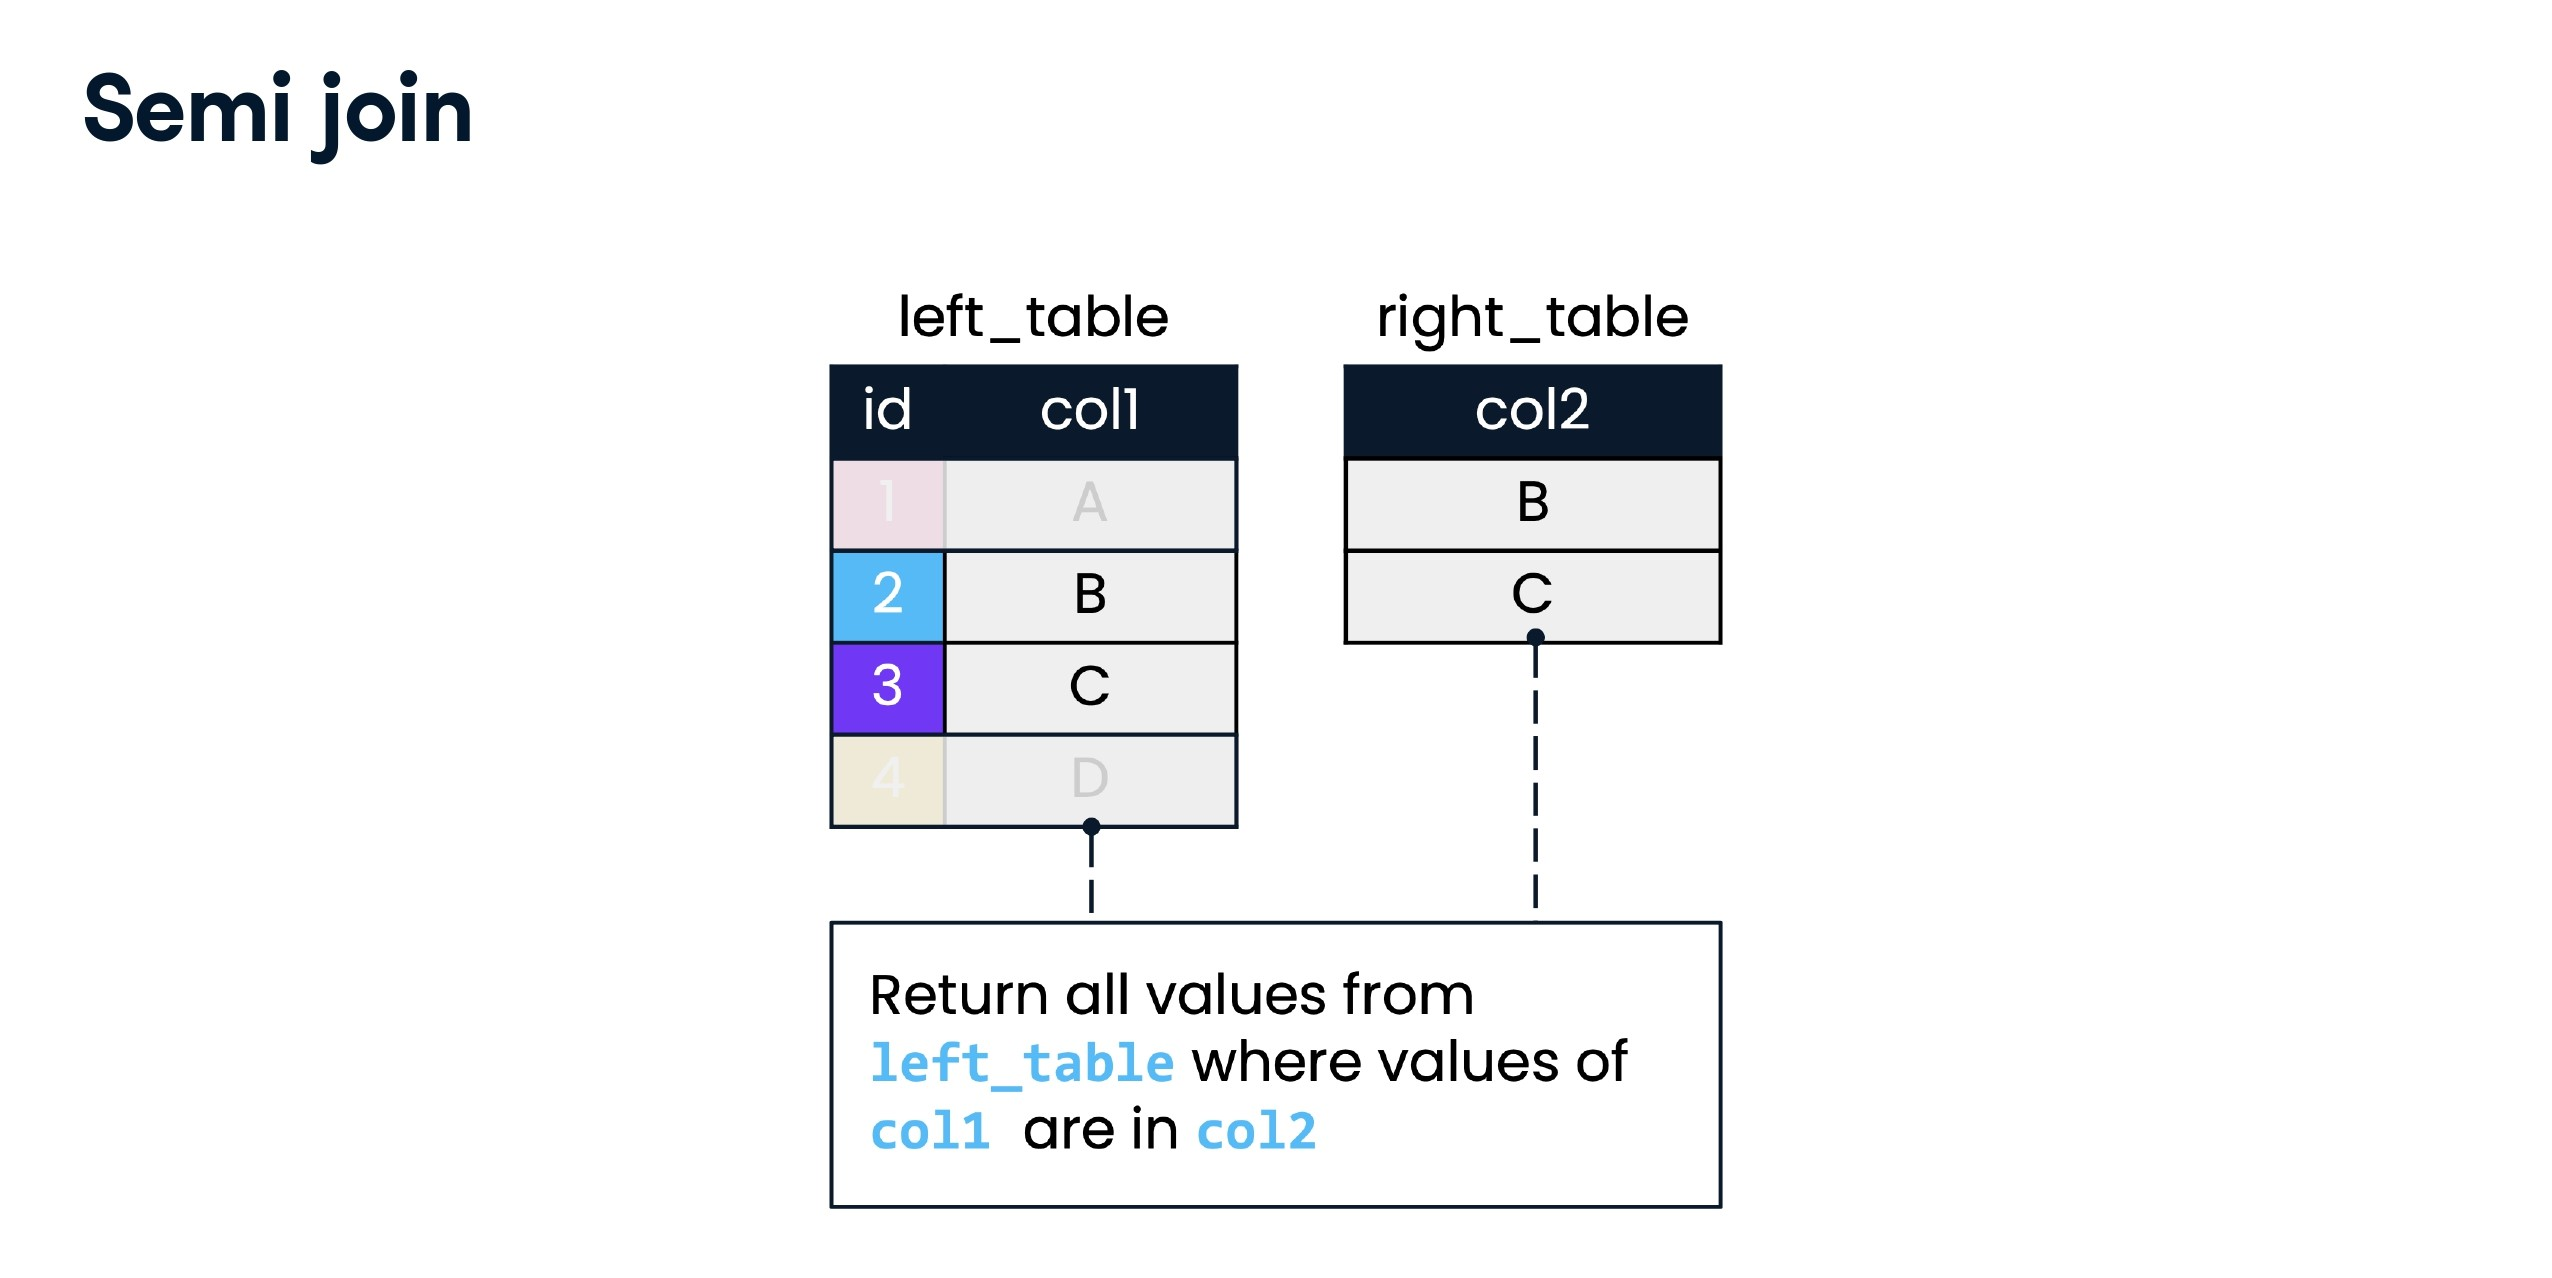 Semi join
left_table right_table
id col1 col2
1 A B
2 B C
3 C
4 D
Return all values from
left_table where values of
col1 are in col2